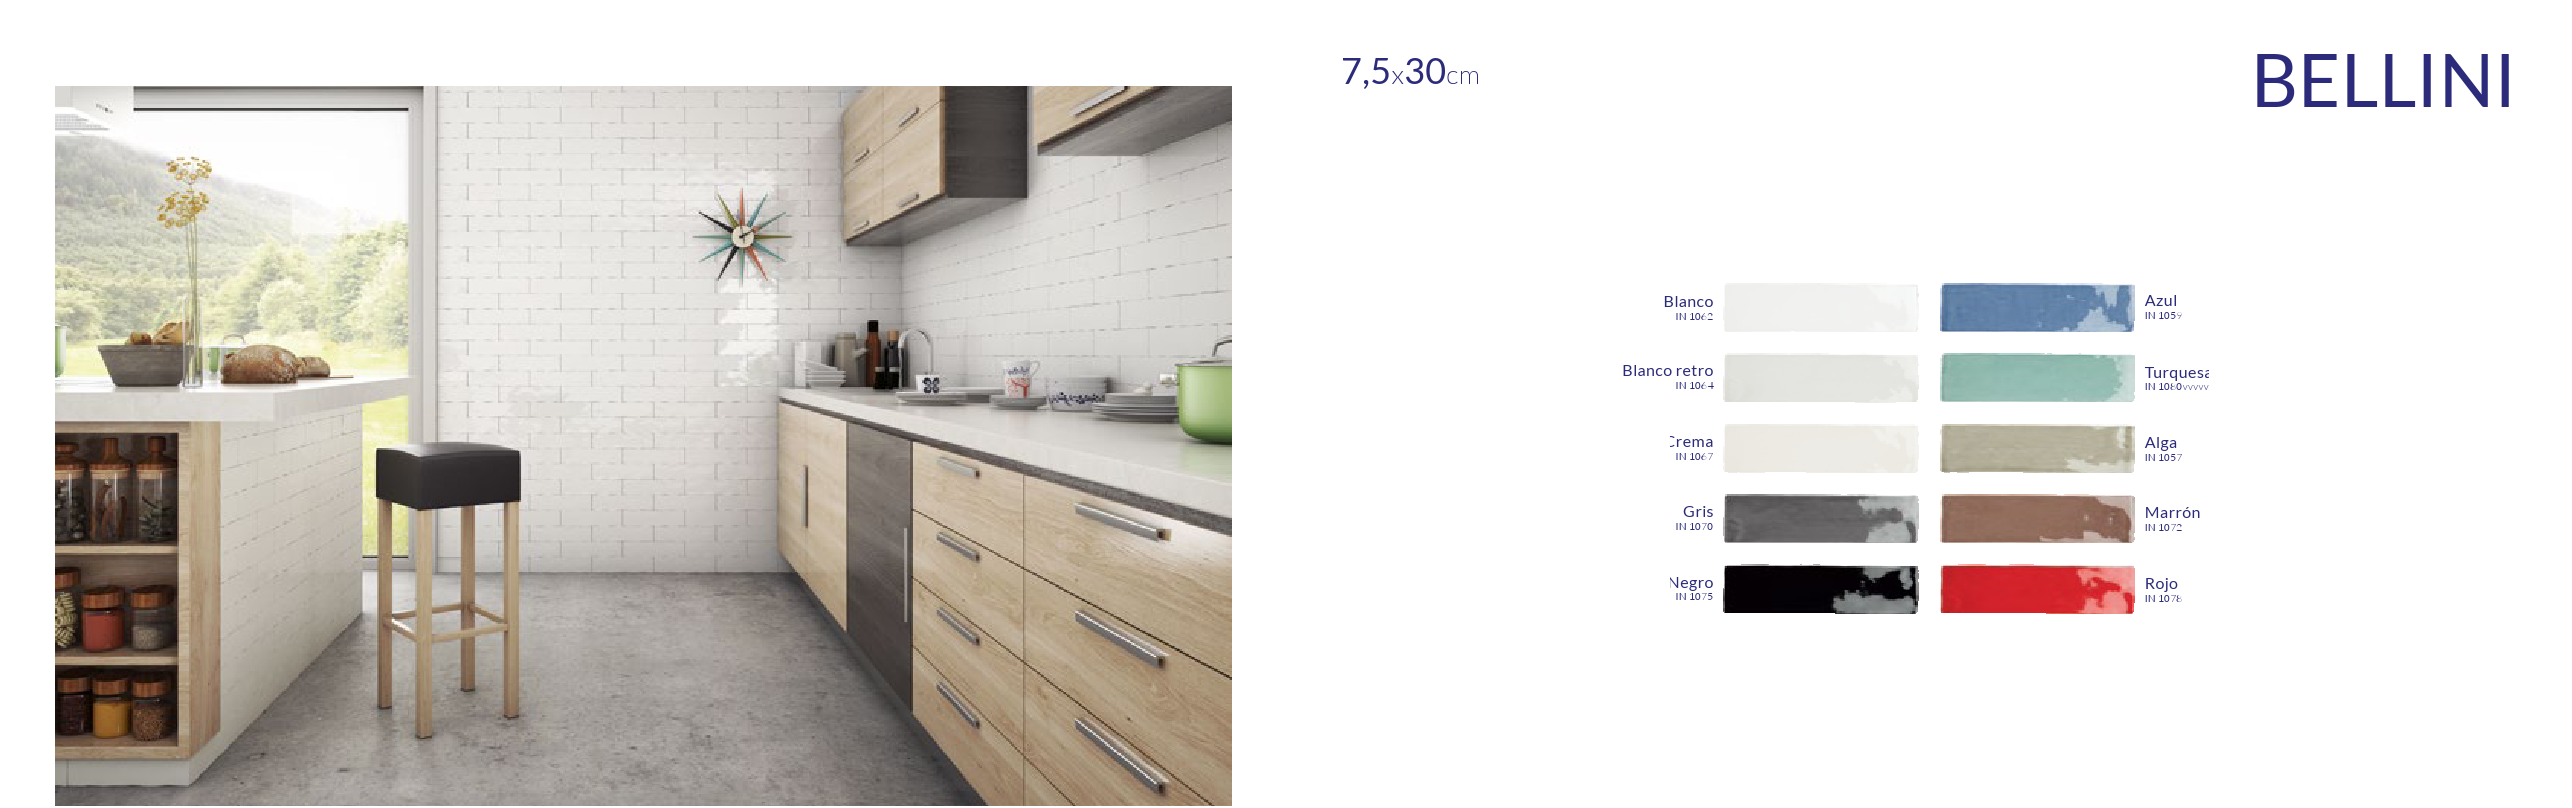 7,5x30cm
BELLINI
Blanco
IN 1062
Azul
IN 1059
Blanco retro
IN 1064
Turquesa
IN 1080vvvvv
Crema
IN 1067
Alga
IN 1057
Gris
IN 1070
Marrón
IN 1072
Negro
IN 1075
Rojo
IN 1078